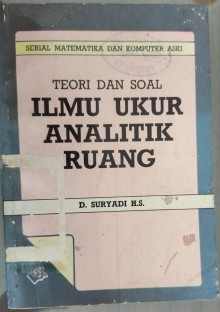 SERIAL MATEMATIKA DAN KOMPUTER ASKI
TEORI DAN SOAL
ILMU UKUR
ANALITIK
RUANG
D. SURYADI H.S.